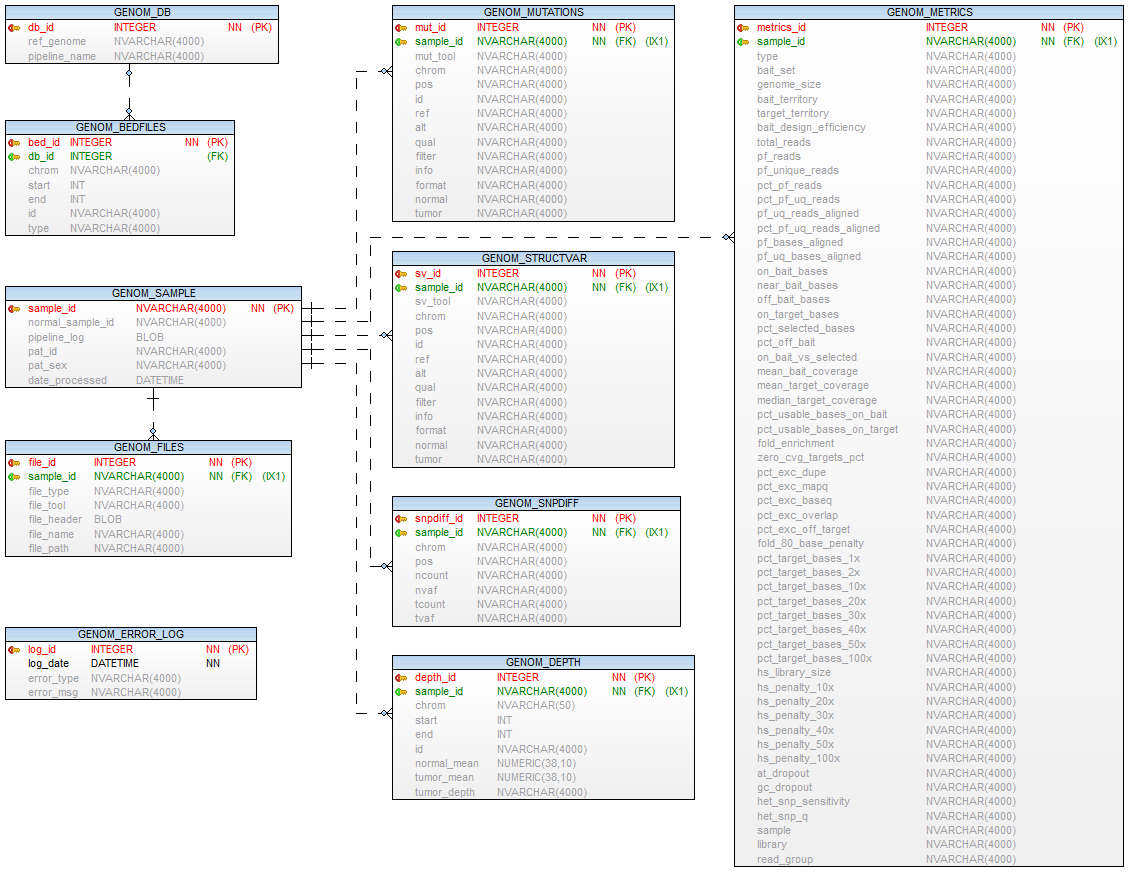 GENOM_DB
db_id INTEGER NN (PK)
ref_genome NVARCHAR(4000)
pipeline_name NVARCHAR(4000)
GENOM_BEDFILES
bed_id INTEGER NN (PK)
db_id INTEGER (FK)
chrom NVARCHAR(4000)
start INT
end INT
id NVARCHAR(4000)
type NVARCHAR(4000)
GENOM_SAMPLE
sample_id NVARCHAR(4000) NN (PK)
normal_sample_id NVARCHAR(4000)
pipeline_log BLOB
pat_id NVARCHAR(4000)
pat_sex NVARCHAR(4000)
date_processed DATETIME
GENOM_FILES
file_id INTEGER NN (PK)
sample_id NVARCHAR(4000) NN (FK) (IX1)
file_type NVARCHAR(4000)
file_tool NVARCHAR(4000)
file_header BLOB
file_name NVARCHAR(4000)
file_path NVARCHAR(4000)
GENOM_ERROR_LOG
log_id INTEGER NN (PK)
log_date DATETIME NN
error_type NVARCHAR(4000)
error_msg NVARCHAR(4000)
GENOM_MUTATIONS
mut_id INTEGER NN (PK)
sample_id NVARCHAR(4000) NN (FK) (IX1)
mut_tool NVARCHAR(4000)
chrom NVARCHAR(4000)
pos NVARCHAR(4000)
id NVARCHAR(4000)
ref NVARCHAR(4000)
alt NVARCHAR(4000)
qual NVARCHAR(4000)
filter NVARCHAR(4000)
info NVARCHAR(4000)
format NVARCHAR(4000)
normal NVARCHAR(4000)
tumor NVARCHAR(4000)
GENOM_STRUCTVAR
sv_id INTEGER NN (PK)
sample_id NVARCHAR(4000) NN (FK) (IX1)
sv_tool NVARCHAR(4000)
chrom NVARCHAR(4000)
pos NVARCHAR(4000)
id NVARCHAR(4000)
ref NVARCHAR(4000)
alt NVARCHAR(4000)
qual NVARCHAR(4000)
filter NVARCHAR(4000)
info NVARCHAR(4000)
format NVARCHAR(4000)
normal NVARCHAR(4000)
tumor NVARCHAR(4000)
GENOM_SNPDIFF
snpdiff_id INTEGER NN (PK)
sample_id NVARCHAR(4000) NN (FK) (IX1)
chrom NVARCHAR(4000)
pos NVARCHAR(4000)
ncount NVARCHAR(4000)
nvaf NVARCHAR(4000)
tcount NVARCHAR(4000)
tvaf NVARCHAR(4000)
GENOM_DEPTH
depth_id INTEGER NN (PK)
sample_id NVARCHAR(4000) NN (FK) (IX1)
chrom NVARCHAR(50)
start INT
end INT
id NVARCHAR(4000)
normal_mean NUMERIC(38,10)
tumor_mean NUMERIC(38,10)
tumor_depth NVARCHAR(4000)
GENOM_METRICS
metrics_id INTEGER NN (PK)
sample_id NVARCHAR(4000) NN (FK) (IX1)
type NVARCHAR(4000)
bait_set NVARCHAR(4000)
genome_size NVARCHAR(4000)
bait_territory NVARCHAR(4000)
target_territory NVARCHAR(4000)
bait_design_efficiency NVARCHAR(4000)
total_reads NVARCHAR(4000)
pf_reads NVARCHAR(4000)
pf_unique_reads NVARCHAR(4000)
pct_pf_reads NVARCHAR(4000)
pct_pf_uq_reads NVARCHAR(4000)
pf_uq_reads_aligned NVARCHAR(4000)
pct_pf_uq_reads_aligned NVARCHAR(4000)
pf_bases_aligned NVARCHAR(4000)
pf_uq_bases_aligned NVARCHAR(4000)
on_bait_bases NVARCHAR(4000)
near_bait_bases NVARCHAR(4000)
off_bait_bases NVARCHAR(4000)
on_target_bases NVARCHAR(4000)
pct_selected_bases NVARCHAR(4000)
pct_off_bait NVARCHAR(4000)
on_bait_vs_selected NVARCHAR(4000)
mean_bait_coverage NVARCHAR(4000)
mean_target_coverage NVARCHAR(4000)
median_target_coverage NVARCHAR(4000)
pct_usable_bases_on_bait NVARCHAR(4000)
pct_usable_bases_on_target NVARCHAR(4000)
fold_enrichment NVARCHAR(4000)
zero_cvg_targets_pct NVARCHAR(4000)
pct_exc_dupe NVARCHAR(4000)
pct_exc_mapq NVARCHAR(4000)
pct_exc_baseq NVARCHAR(4000)
pct_exc_overlap NVARCHAR(4000)
pct_exc_off_target NVARCHAR(4000)
fold_80_base_penalty NVARCHAR(4000)
pct_target_bases_1x NVARCHAR(4000)
pct_target_bases_2x NVARCHAR(4000)
pct_target_bases_10x NVARCHAR(4000)
pct_target_bases_20x NVARCHAR(4000)
pct_target_bases_30x NVARCHAR(4000)
pct_target_bases_40x NVARCHAR(4000)
pct_target_bases_50x NVARCHAR(4000)
pct_target_bases_100x NVARCHAR(4000)
hs_library_size NVARCHAR(4000)
hs_penalty_10x NVARCHAR(4000)
hs_penalty_20x NVARCHAR(4000)
hs_penalty_30x NVARCHAR(4000)
hs_penalty_40x NVARCHAR(4000)
hs_penalty_50x NVARCHAR(4000)
hs_penalty_100x NVARCHAR(4000)
at_dropout NVARCHAR(4000)
gc_dropout NVARCHAR(4000)
het_snp_sensitivity NVARCHAR(4000)
het_snp_q NVARCHAR(4000)
sample NVARCHAR(4000)
library NVARCHAR(4000)
read_group NVARCHAR(4000)